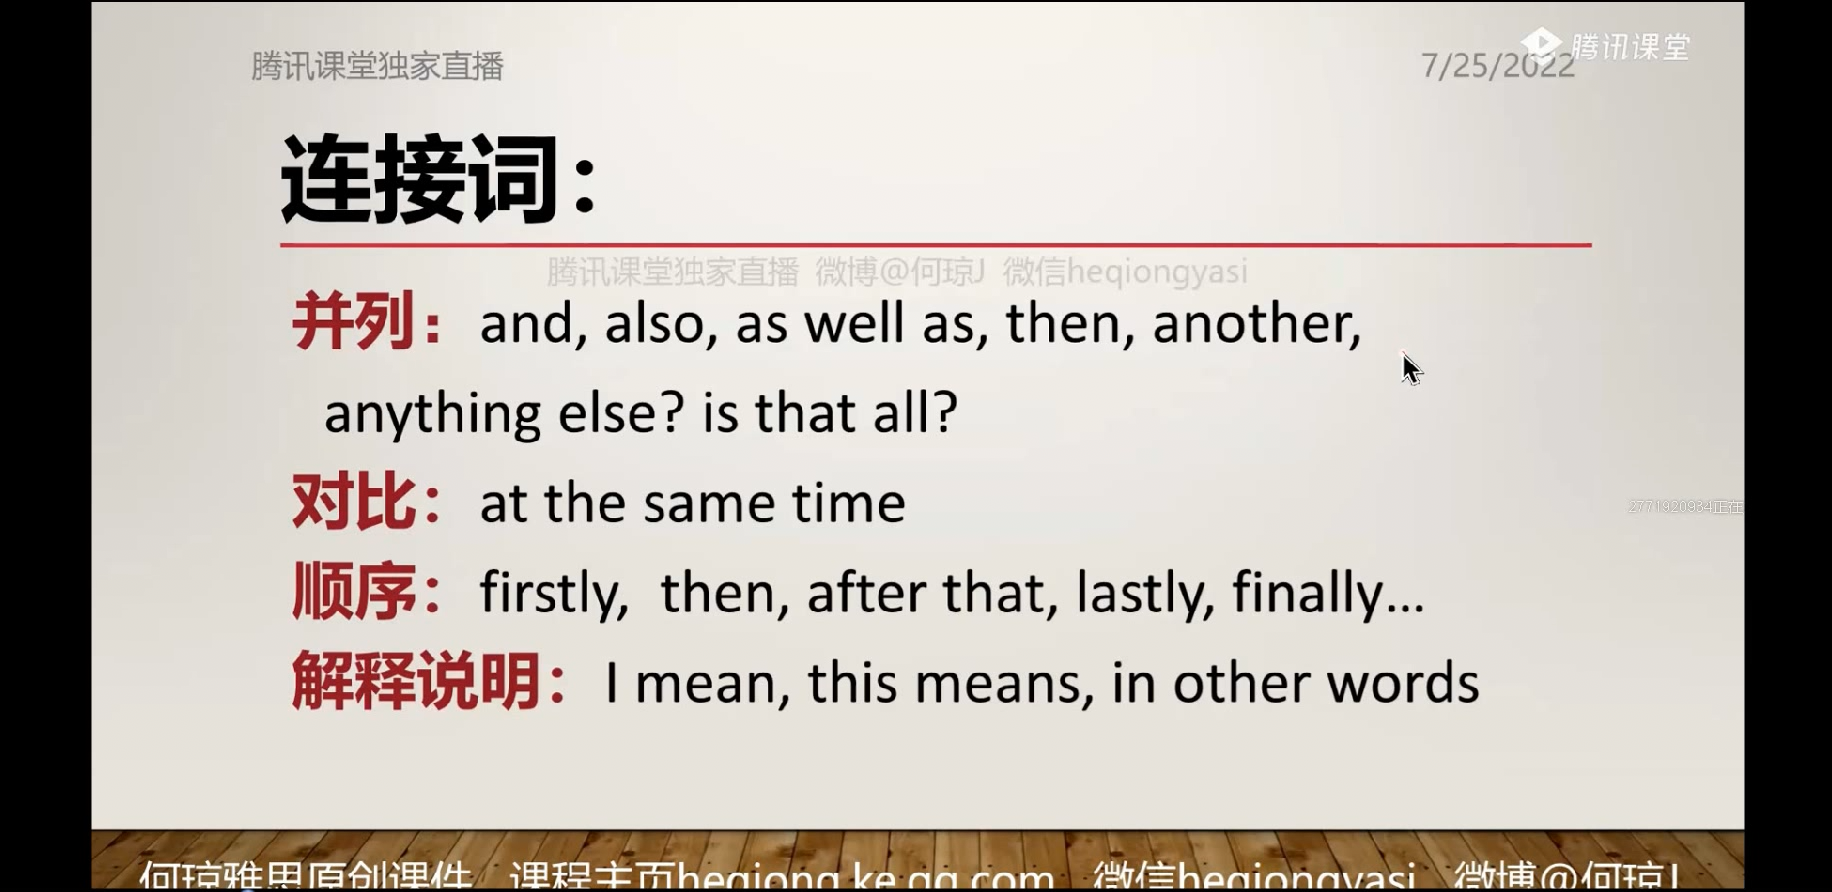 腾讯课堂独家直播
7/25/2022
腾讯课堂
连接词：
腾讯课堂独家直播 微博@何琼J 微信heqiongyasi
并列： and, also, as well as, then, another,
anything else? is that all?
对比： at the same time
2771920934正在
顺序： firstly, then, after that, lastly, finally...
解释说明： I mean, this means, in other words
何琼雅思原创课件 课程主页heqiong.ke.qq.com 微信heqiongyasi 微博@何琼J